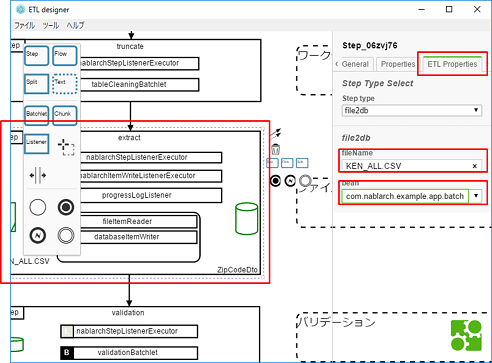 ETL designer
ファイル ツール ヘルプ
Step
Flow
Split
Text
Batchlet
Chunk
Listener
truncate
nablarchStepListenerExecutor
tableCleaningBatchlet
extract
nablarchStepListenerExecutor
nablarchItemWriteListenerExecutor
progressLogListener
fileItemReader
databaseItemWriter
N_ALL.CSV
ZipCodeDto
validation
nablarchStepListenerExecutor
B validationBatchlet
ワーク
ファイ
バリデーション
Step_06zvj76
General Properties ETL Properties
Step Type Select
Step type
file2db
file2db
fileName
KEN_ALL.CSV ×
bean
com.nablarch.example.app.batch